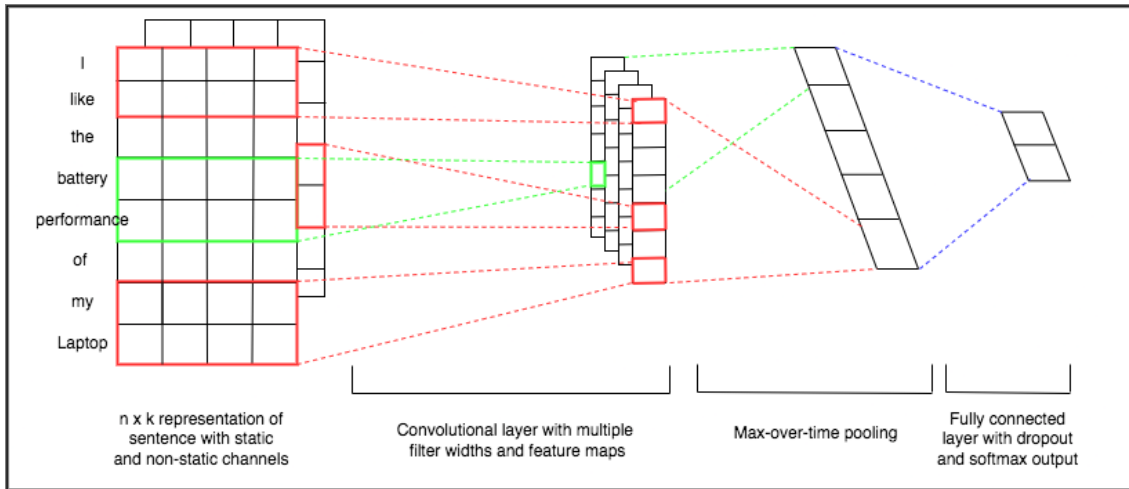 I
like
the
battery
performance
of
my
Laptop
n x k representation of
sentence with static
and non-static channels
Convolutional layer with multiple
filter widths and feature maps
Max-over-time pooling
Fully connected
layer with dropout
and softmax output